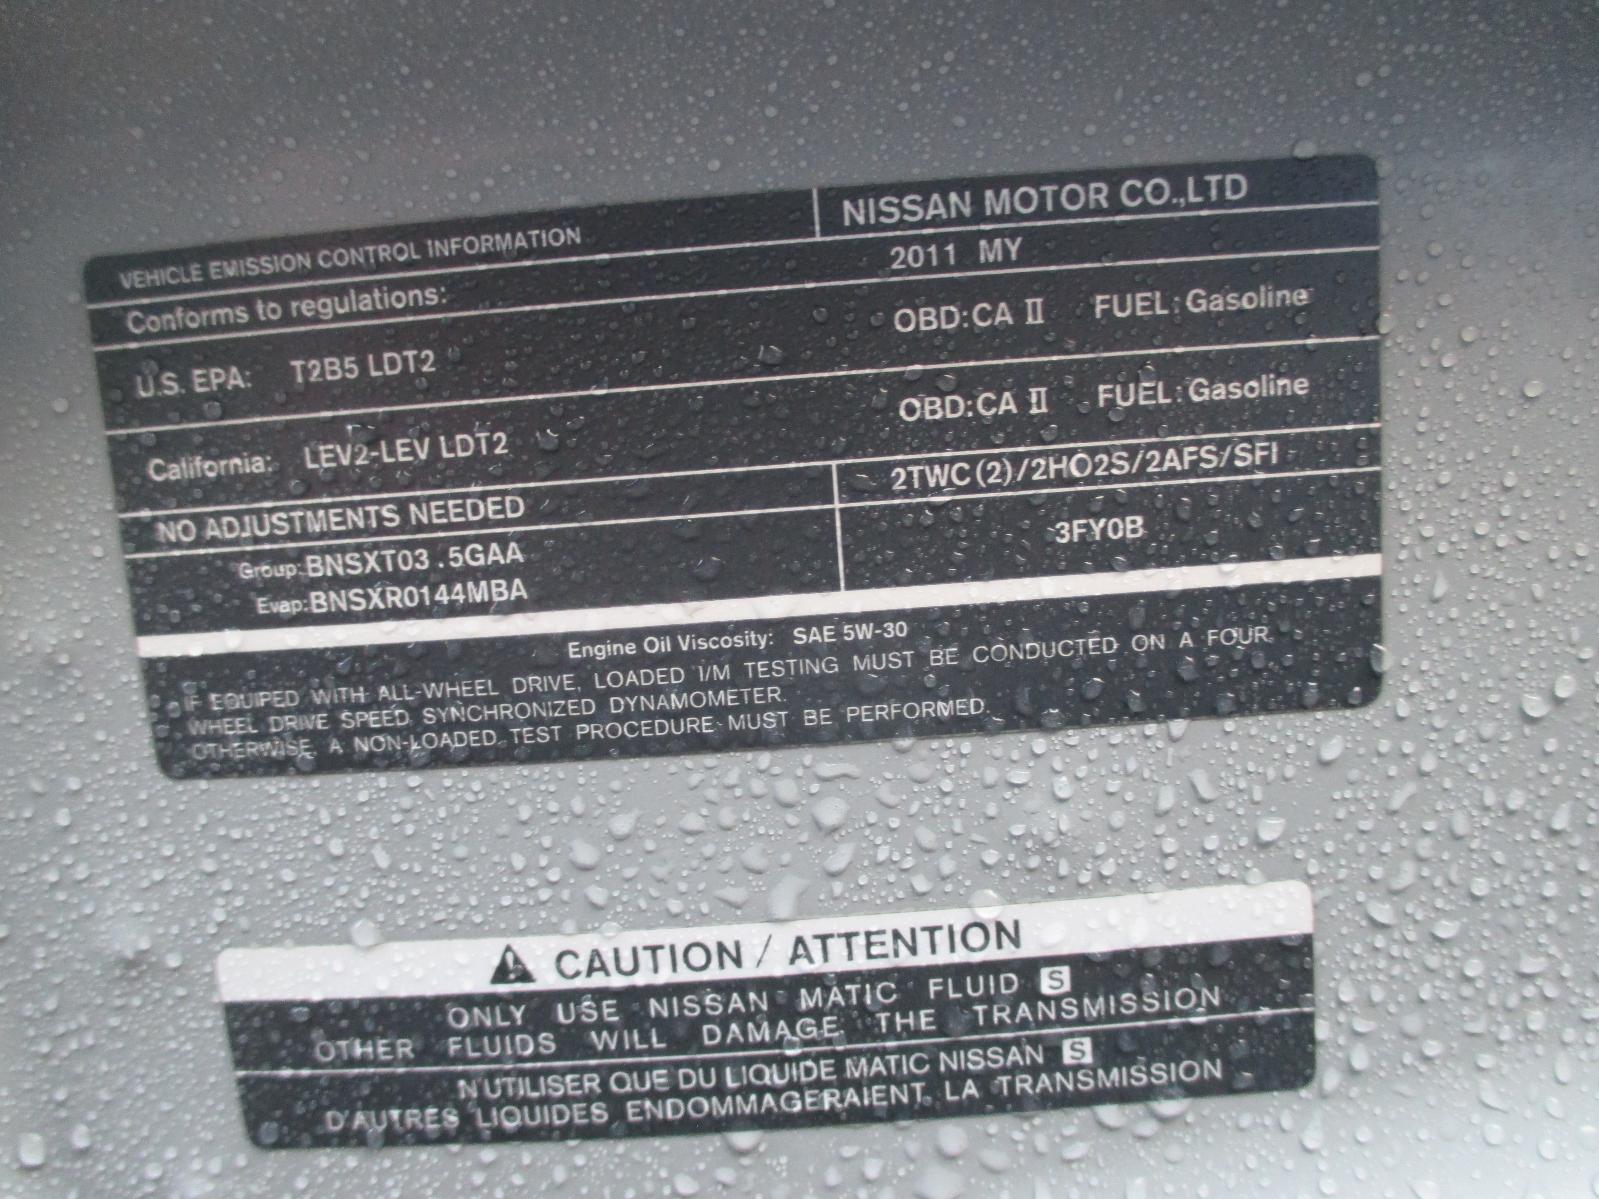 VEHICLE EMISSION CONTROL INFORMATION NISSAN MOTOR CO.,LTD
Conforms to regulations: 2011 MY
U.S. EPA: T2B5 LDT2 OBD:CA II FUEL:Gasoline
California: LEV2-LEV LDT2 OBD:CA II FUEL:Gasoline
NO ADJUSTMENTS NEEDED 2TWC(2)/2HO2S/2AFS/SFI
Group:BNSXT03.5GAA 3FY0B
Evap:BNSXR0144MBA
Engine Oil Viscosity: SAE 5W-30
IF EQUIPED WITH ALL-WHEEL DRIVE, LOADED I/M TESTING MUST BE CONDUCTED ON A FOUR
WHEEL DRIVE SPEED SYNCHRONIZED DYNAMOMETER.
OTHERWISE A NON-LOADED TEST PROCEDURE MUST BE PERFORMED.
CAUTION / ATTENTION
ONLY USE NISSAN MATIC FLUID S
OTHER FLUIDS WILL DAMAGE THE TRANSMISSION
N'UTILISER QUE DU LIQUIDE MATIC NISSAN S
D'AUTRES LIQUIDES ENDOMMAGERAIENT LA TRANSMISSION